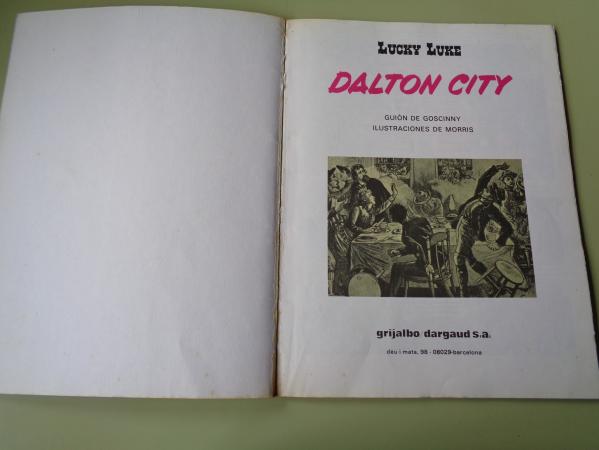 LUCKY LUKE
DALTON CITY
GUIÓN DE GOSCINNY
ILUSTRACIONES DE MORRIS
grijalbo/dargaud s.a.
deu i mata, 98 - 08029-barcelona